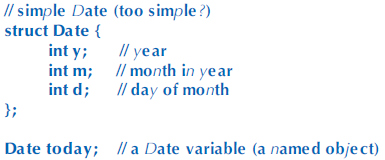 // simple Date (too simple?)
struct Date {
int y; // year
int m; // month in year
int d; // day of month
};
Date today; // a Date variable (a named object)